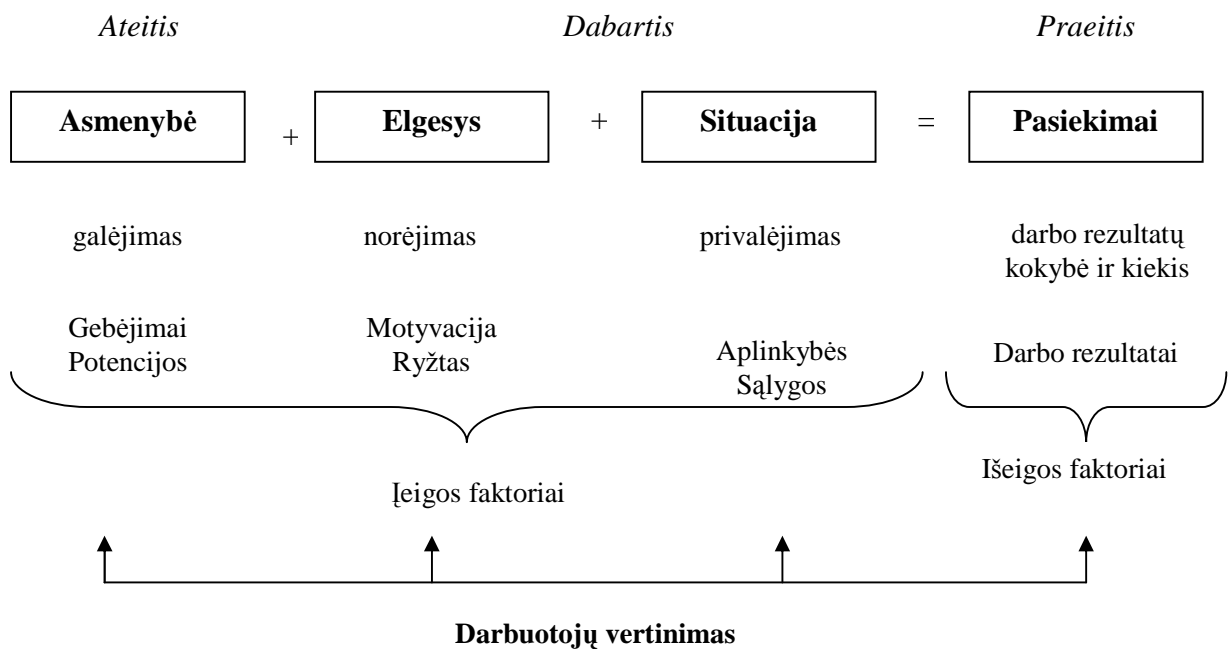 Ateitis Dabartis Praeitis
Asmenybė + Elgesys + Situacija = Pasiekimai
galėjimas norėjimas privalėjimas darbo rezultatų
kokybė ir kiekis
Gebėjimai Motyvacija Aplinkybės Darbo rezultatai
Potencijos Ryžtas Sąlygos
Išeigos faktoriai
Įeigos faktoriai
Darbuotojų vertinimas